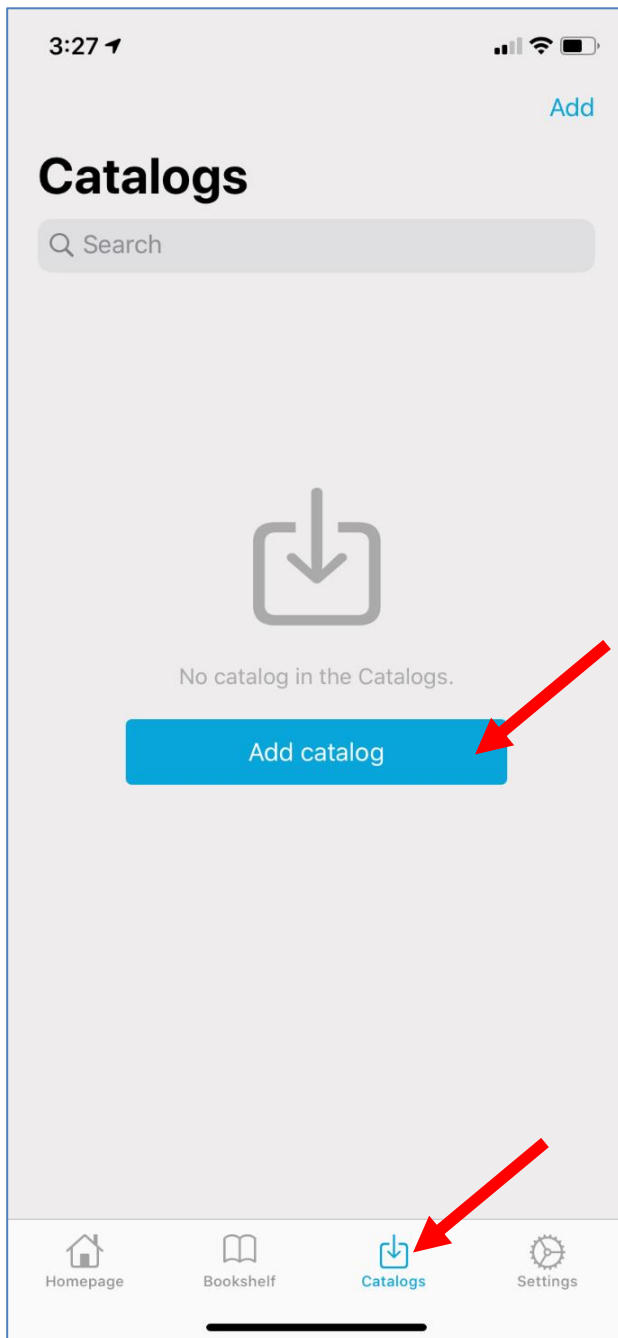 3:27
Add
Catalogs
Search
No catalog in the Catalogs.
Add catalog
Homepage Bookshelf Catalogs Settings